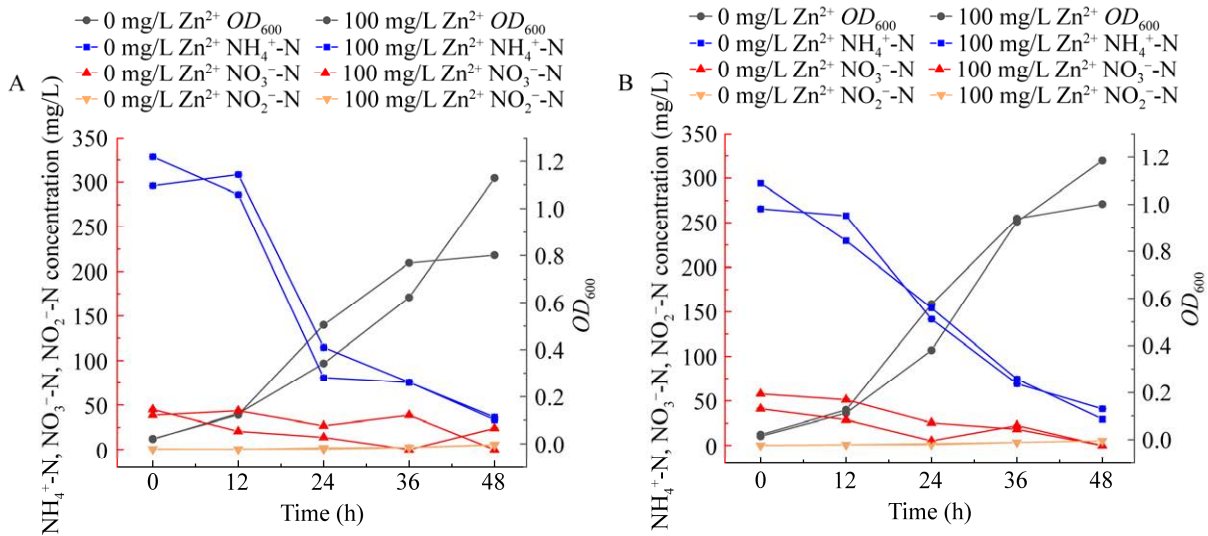 A
0 mg/L Zn²⁺ OD₆₀₀
100 mg/L Zn²⁺ OD₆₀₀
0 mg/L Zn²⁺ NH₄⁺-N
100 mg/L Zn²⁺ NH₄⁺-N
0 mg/L Zn²⁺ NO₃⁻-N
100 mg/L Zn²⁺ NO₃⁻-N
0 mg/L Zn²⁺ NO₂⁻-N
100 mg/L Zn²⁺ NO₂⁻-N
NH₄⁺-N, NO₃⁻-N, NO₂⁻-N concentration (mg/L)
350
300
250
200
150
100
50
0
1.2
1.0
0.8
0.6
0.4
0.2
0.0
OD₆₀₀
0 12 24 36 48
Time (h)
B
0 mg/L Zn²⁺ OD₆₀₀
100 mg/L Zn²⁺ OD₆₀₀
0 mg/L Zn²⁺ NH₄⁺-N
100 mg/L Zn²⁺ NH₄⁺-N
0 mg/L Zn²⁺ NO₃⁻-N
100 mg/L Zn²⁺ NO₃⁻-N
0 mg/L Zn²⁺ NO₂⁻-N
100 mg/L Zn²⁺ NO₂⁻-N
NH₄⁺-N, NO₃⁻-N, NO₂⁻-N concentration (mg/L)
350
300
250
200
150
100
50
0
1.2
1.0
0.8
0.6
0.4
0.2
0.0
OD₆₀₀
0 12 24 36 48
Time (h)